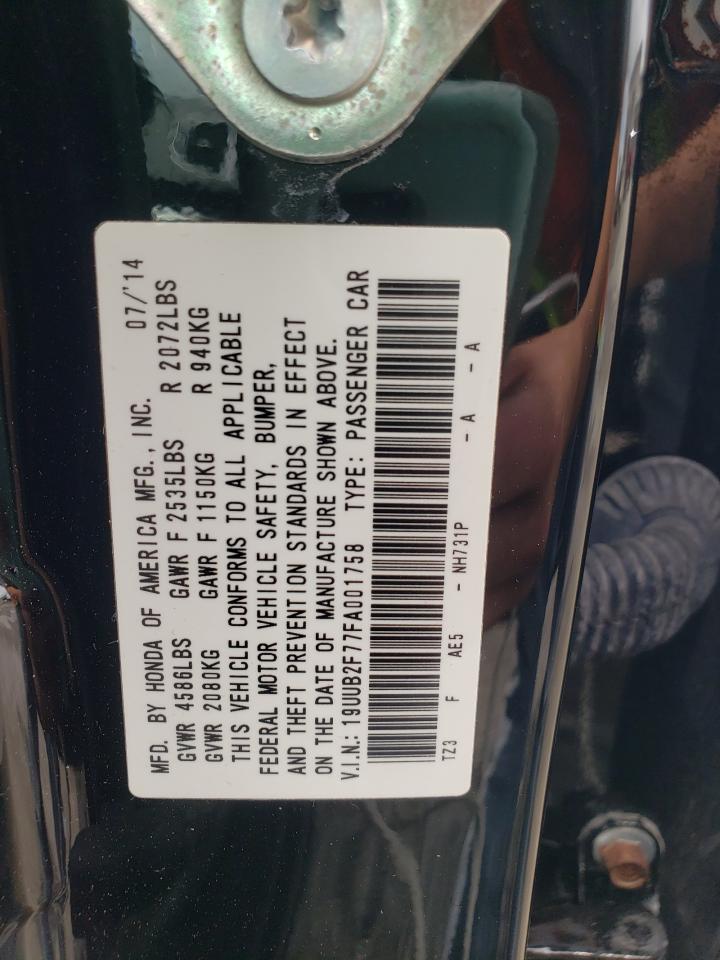 MFD. BY HONDA OF AMERICA MFG., INC. 07/'14
GVWR 4586LBS GAWR F 2535LBS R 2072LBS
GVWR 2080KG GAWR F 1150KG R 940KG
THIS VEHICLE CONFORMS TO ALL APPLICABLE
FEDERAL MOTOR VEHICLE SAFETY, BUMPER,
AND THEFT PREVENTION STANDARDS IN EFFECT
ON THE DATE OF MANUFACTURE SHOWN ABOVE.
V.I.N.: 19UUB2F77FA001758 TYPE: PASSENGER CAR
TZ3 F AE5 - NH731P - A - A